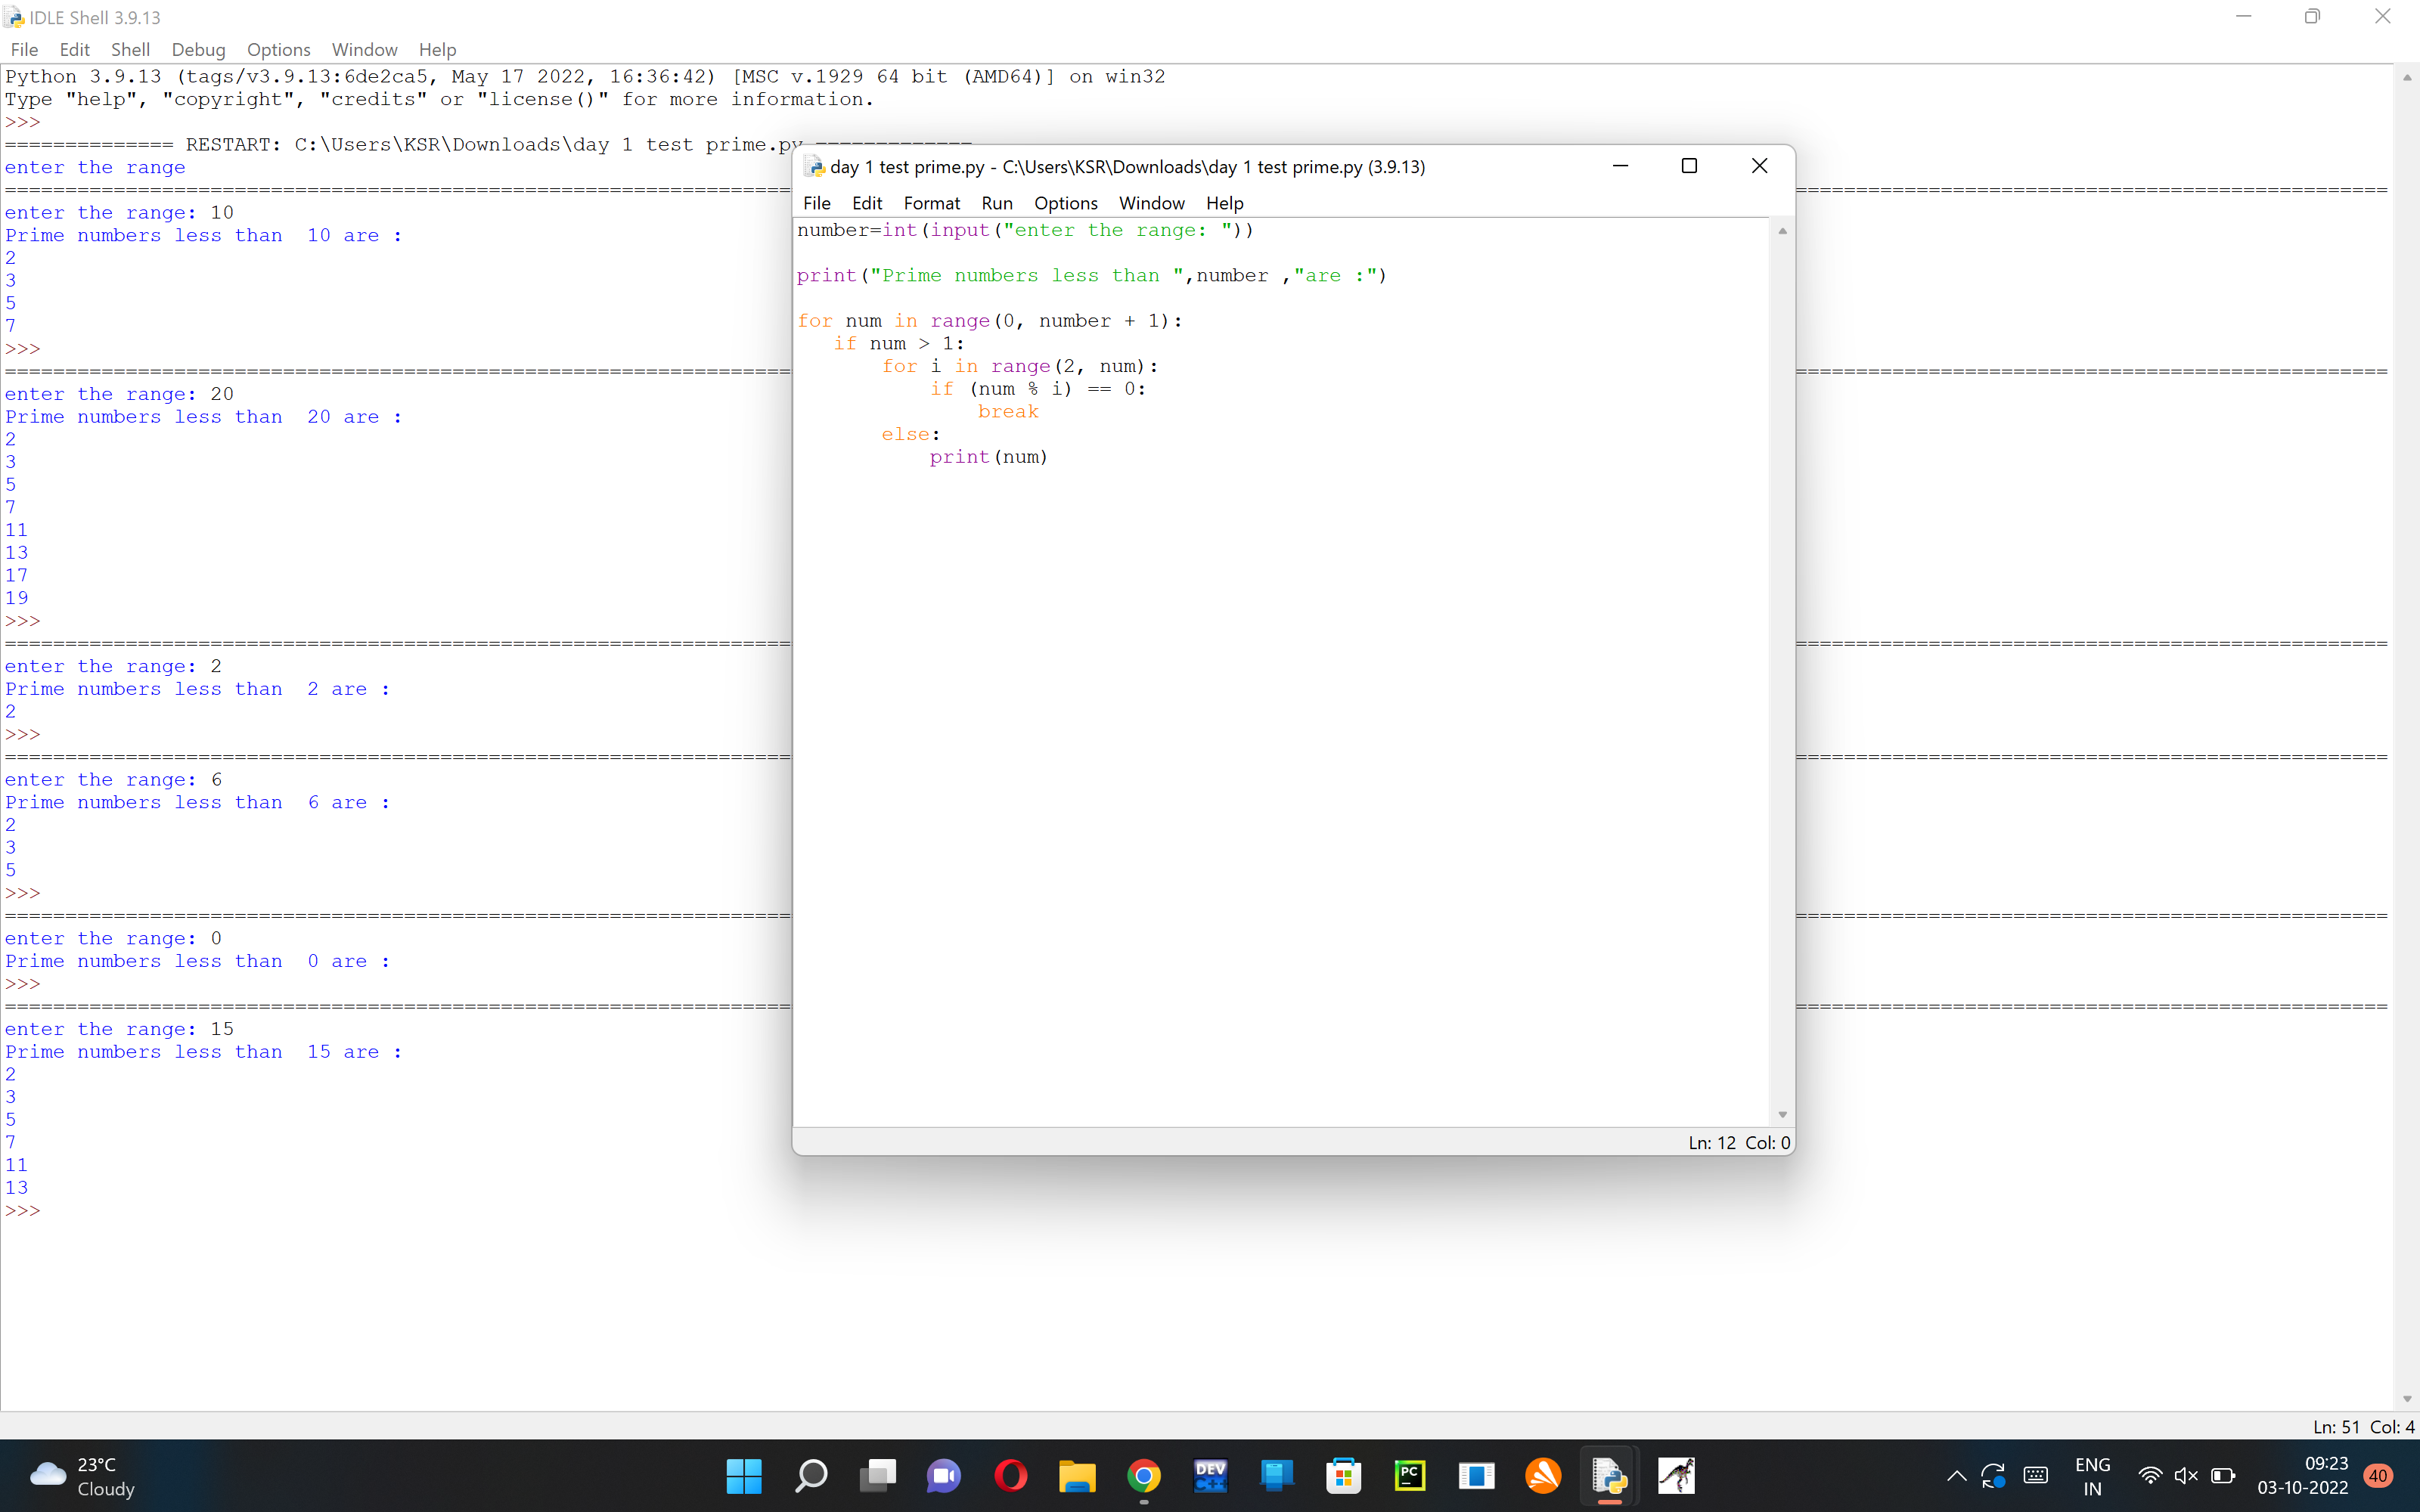 IDLE Shell 3.9.13
File Edit Shell Debug Options Window Help
Python 3.9.13 (tags/v3.9.13:6de2ca5, May 17 2022, 16:36:42) [MSC v.1929 64 bit (AMD64)] on win32
Type "help", "copyright", "credits" or "license()" for more information.
>>>
============== RESTART: C:\Users\KSR\Downloads\day 1 test prime.py =============
enter the range
enter the range: 10
Prime numbers less than  10 are :
2
3
5
7
>>>
enter the range: 20
Prime numbers less than  20 are :
2
3
5
7
11
13
17
19
>>>
enter the range: 2
Prime numbers less than  2 are :
2
>>>
enter the range: 6
Prime numbers less than  6 are :
2
3
5
>>>
enter the range: 0
Prime numbers less than  0 are :
>>>
enter the range: 15
Prime numbers less than  15 are :
2
3
5
7
11
13
>>>
day 1 test prime.py - C:\Users\KSR\Downloads\day 1 test prime.py (3.9.13)
File Edit Format Run Options Window Help
number=int(input("enter the range: "))
print("Prime numbers less than ",number ,"are :")
for num in range(0, number + 1):
   if num > 1:
       for i in range(2, num):
           if (num % i) == 0:
               break
       else:
           print(num)
Ln: 12 Col: 0
Ln: 51 Col: 4
23°C
Cloudy
DEV
C++
PC
ENG
IN
09:23
03-10-2022
40